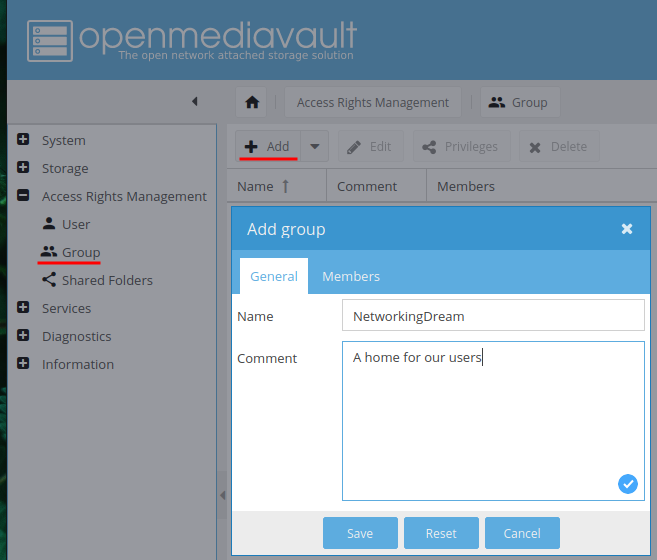 openmediavault
The open network attached storage solution
Access Rights Management
Group
System
Storage
Access Rights Management
User
Group
Shared Folders
Services
Diagnostics
Information
Add
Edit
Privileges
Delete
Name
Comment
Members
Add group
General
Members
Name
NetworkingDream
Comment
A home for our users
Save
Reset
Cancel